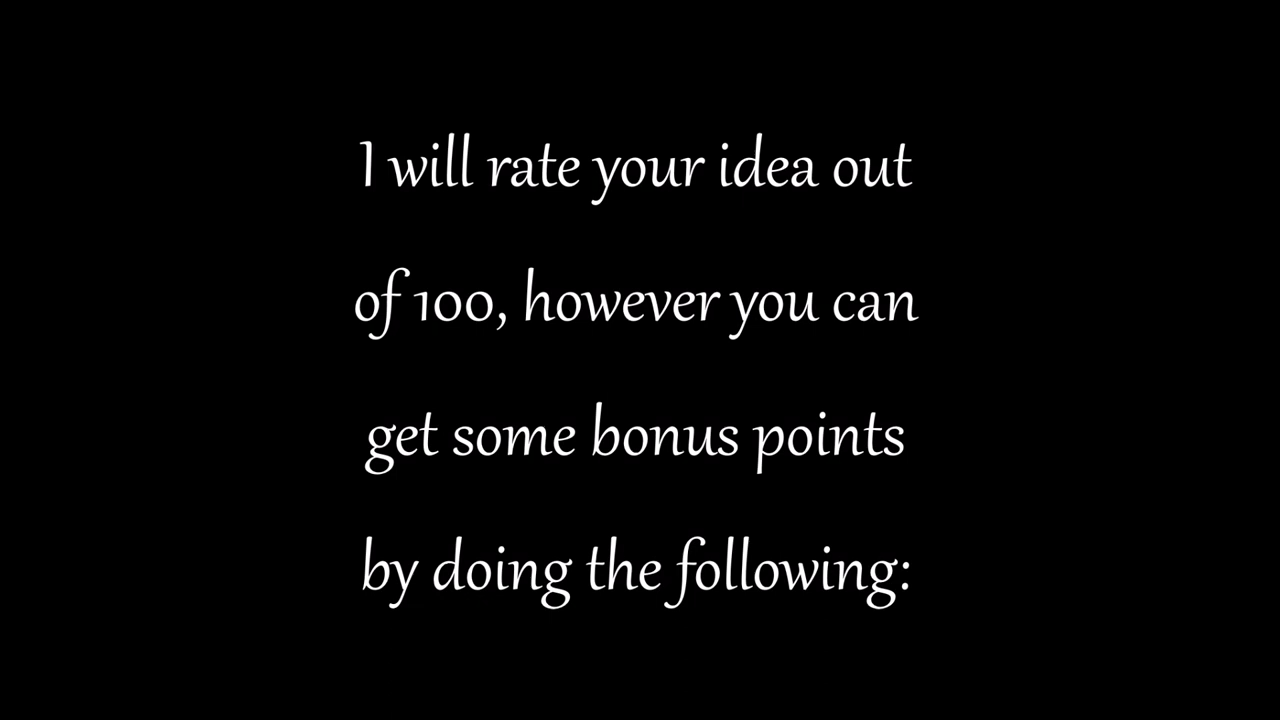 I will rate your idea out
of 100, however you can
get some bonus points
by doing the following: